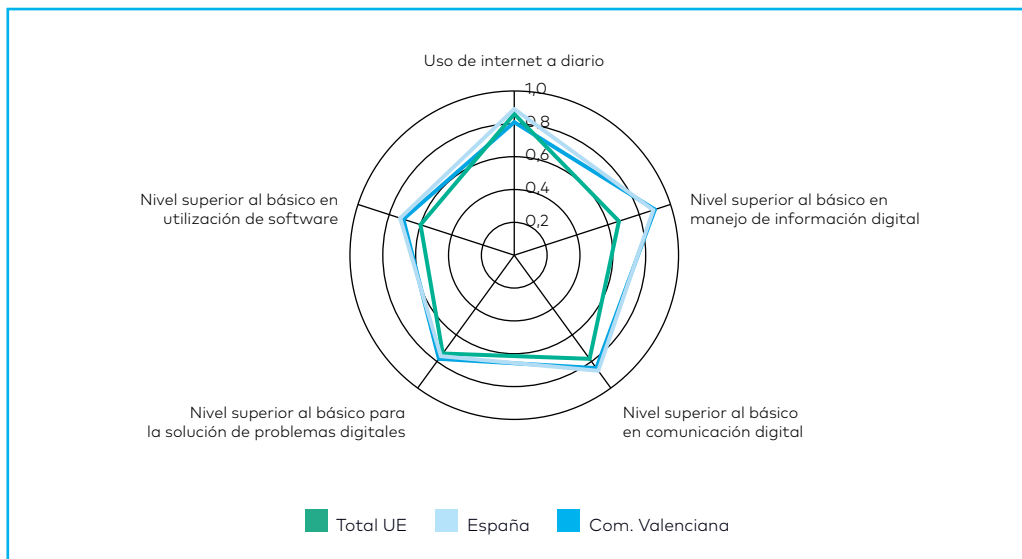 Uso de internet a diario
1,0
0,8
0,6
0,4
0,2
Nivel superior al básico en
utilización de software
Nivel superior al básico en
manejo de información digital
Nivel superior al básico para
la solución de problemas digitales
Nivel superior al básico
en comunicación digital
Total UE
España
Com. Valenciana